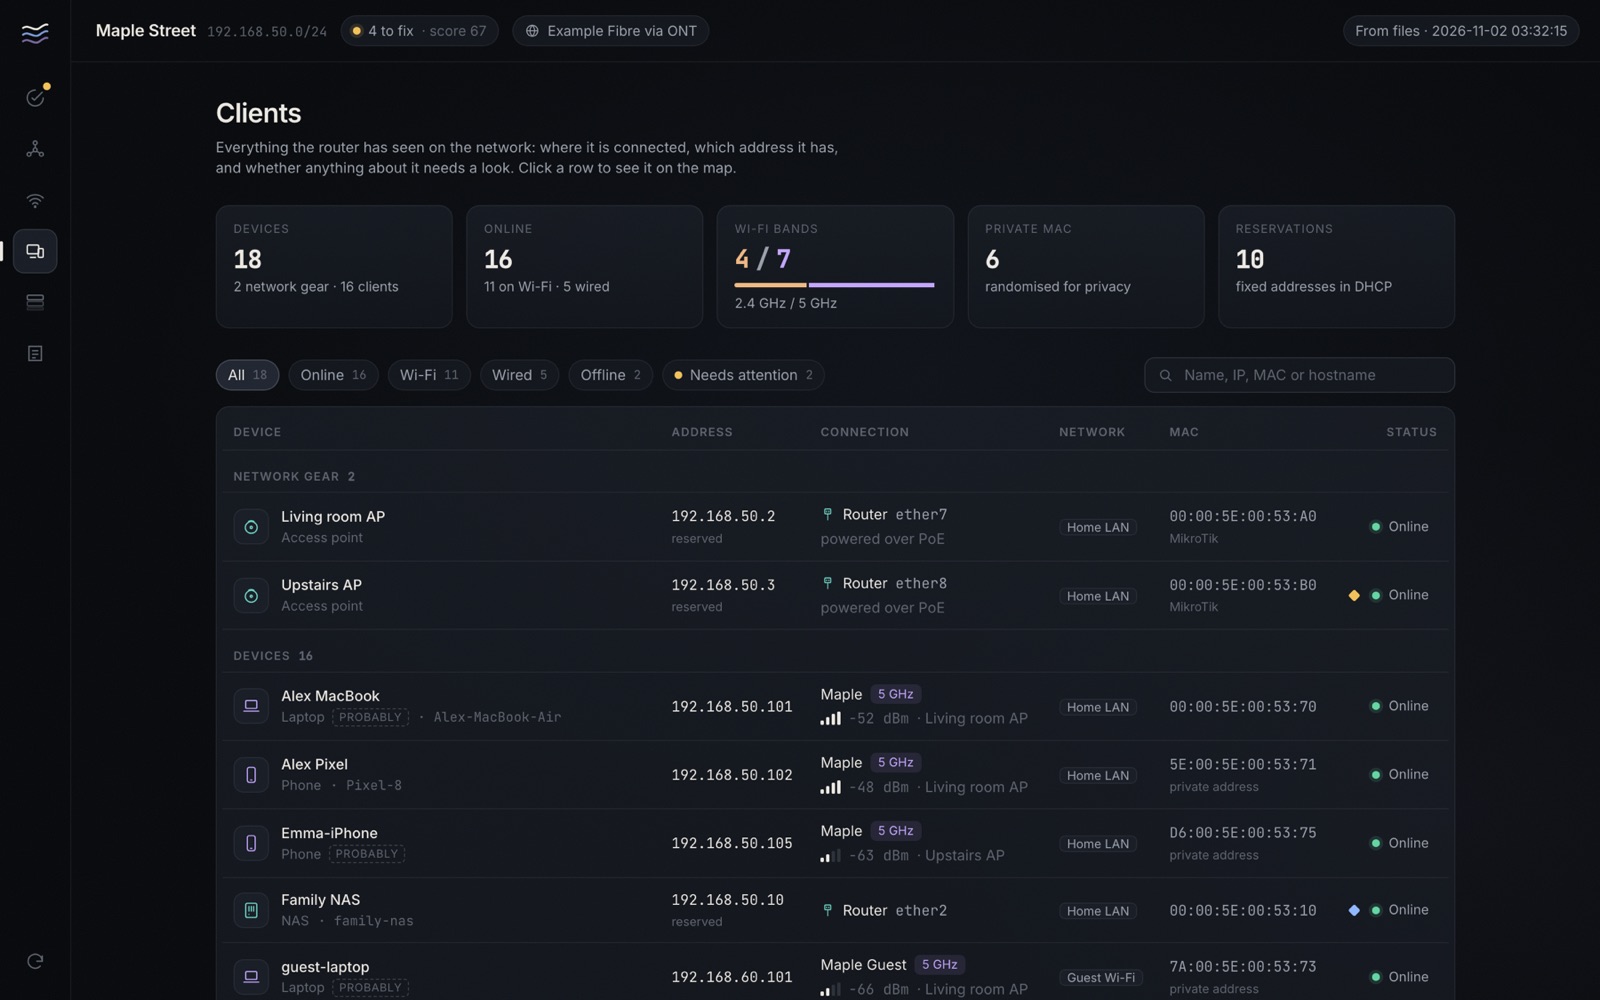 Maple Street 192.168.50.0/24 4 to fix · score 67 Example Fibre via ONT From files · 2026-11-02 03:32:15
Clients
Everything the router has seen on the network: where it is connected, which address it has,
and whether anything about it needs a look. Click a row to see it on the map.
DEVICES
18
2 network gear · 16 clients
ONLINE
16
11 on Wi-Fi · 5 wired
WI-FI BANDS
4 / 7
2.4 GHz / 5 GHz
PRIVATE MAC
6
randomised for privacy
RESERVATIONS
10
fixed addresses in DHCP
All 18 Online 16 Wi-Fi 11 Wired 5 Offline 2 Needs attention 2 Name, IP, MAC or hostname
DEVICE ADDRESS CONNECTION NETWORK MAC STATUS
NETWORK GEAR 2
Living room AP 192.168.50.2 Router ether7 Home LAN 00:00:5E:00:53:A0 Online
Access point reserved powered over PoE MikroTik
Upstairs AP 192.168.50.3 Router ether8 Home LAN 00:00:5E:00:53:B0 Online
Access point reserved powered over PoE MikroTik
DEVICES 16
Alex MacBook 192.168.50.101 Maple 5 GHz Home LAN 00:00:5E:00:53:70 Online
Laptop PROBABLY · Alex-MacBook-Air -52 dBm · Living room AP
Alex Pixel 192.168.50.102 Maple 5 GHz Home LAN 5E:00:5E:00:53:71 Online
Phone · Pixel-8 -48 dBm · Living room AP private address
Emma-iPhone 192.168.50.105 Maple 5 GHz Home LAN D6:00:5E:00:53:75 Online
Phone PROBABLY -63 dBm · Upstairs AP private address
Family NAS 192.168.50.10 Router ether2 Home LAN 00:00:5E:00:53:10 Online
NAS · family-nas reserved
guest-laptop 192.168.60.101 Maple Guest 5 GHz Guest Wi-Fi 7A:00:5E:00:53:73 Online
Laptop PROBABLY -66 dBm · Living room AP private address